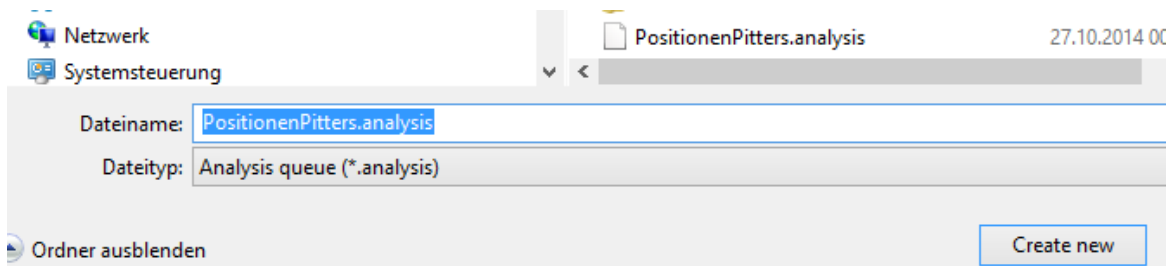 Netzwerk
PositionenPitters.analysis 27.10.2014 00
Systemsteuerung
Dateiname: PositionenPitters.analysis
Dateityp: Analysis queue (*.analysis)
Ordner ausblenden
Create new